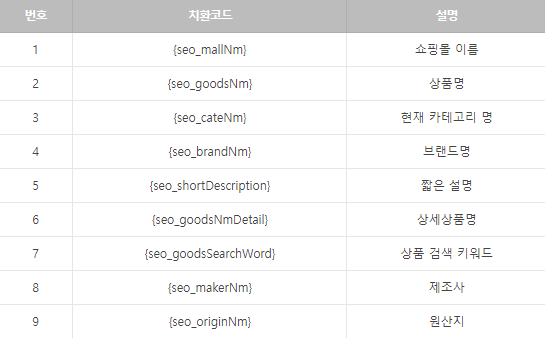 번호 치환코드 설명
1 {seo_mallNm} 쇼핑몰 이름
2 {seo_goodsNm} 상품명
3 {seo_cateNm} 현재 카테고리 명
4 {seo_brandNm} 브랜드명
5 {seo_shortDescription} 짧은 설명
6 {seo_goodsNmDetail} 상세상품명
7 {seo_goodsSearchWord} 상품 검색 키워드
8 {seo_makerNm} 제조사
9 {seo_originNm} 원산지